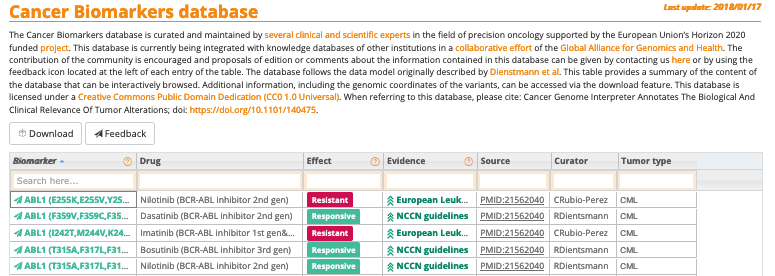 Cancer Biomarkers database
Last update: 2018/01/17
The Cancer Biomarkers database is curated and maintained by several clinical and scientific experts in the field of precision oncology supported by the European Union's Horizon 2020
funded project. This database is currently being integrated with knowledge databases of other institutions in a collaborative effort of the Global Alliance for Genomics and Health. The
contribution of the community is encouraged and proposals of edition or comments about the information contained in this database can be given by contacting us here or by using the
feedback icon located at the left of each entry of the table. The database follows the data model originally described by Dienstmann et al. This table provides a summary of the content of
the database that can be interactively browsed. Additional information, including the genomic coordinates of the variants, can be accessed via the download feature. This database is
licensed under a Creative Commons Public Domain Dedication (CC0 1.0 Universal). When referring to this database, please cite: Cancer Genome Interpreter Annotates The Biological And
Clinical Relevance Of Tumor Alterations; doi: https://doi.org/10.1101/140475.
Download Feedback
Biomarker Drug Effect Evidence Source Curator Tumor type
Search here...
ABL1 (E255K,E255V,Y25... Nilotinib (BCR-ABL inhibitor 2nd gen) Resistant European Leuk... PMID:21562040 CRubio-Perez CML
ABL1 (F359V,F359C,F35... Dasatinib (BCR-ABL inhibitor 2nd gen) Responsive NCCN guidelines PMID:21562040 RDientsmann CML
ABL1 (I242T,M244V,K24... Imatinib (BCR-ABL inhibitor 1st gen&... Resistant European Leuk... PMID:21562040 CRubio-Perez CML
ABL1 (T315A,F317L,F31... Bosutinib (BCR-ABL inhibitor 3rd gen) Responsive NCCN guidelines PMID:21562040 RDientsmann CML
ABL1 (T315A,F317L,F31... Nilotinib (BCR-ABL inhibitor 2nd gen) Responsive NCCN guidelines PMID:21562040 RDientsmann CML